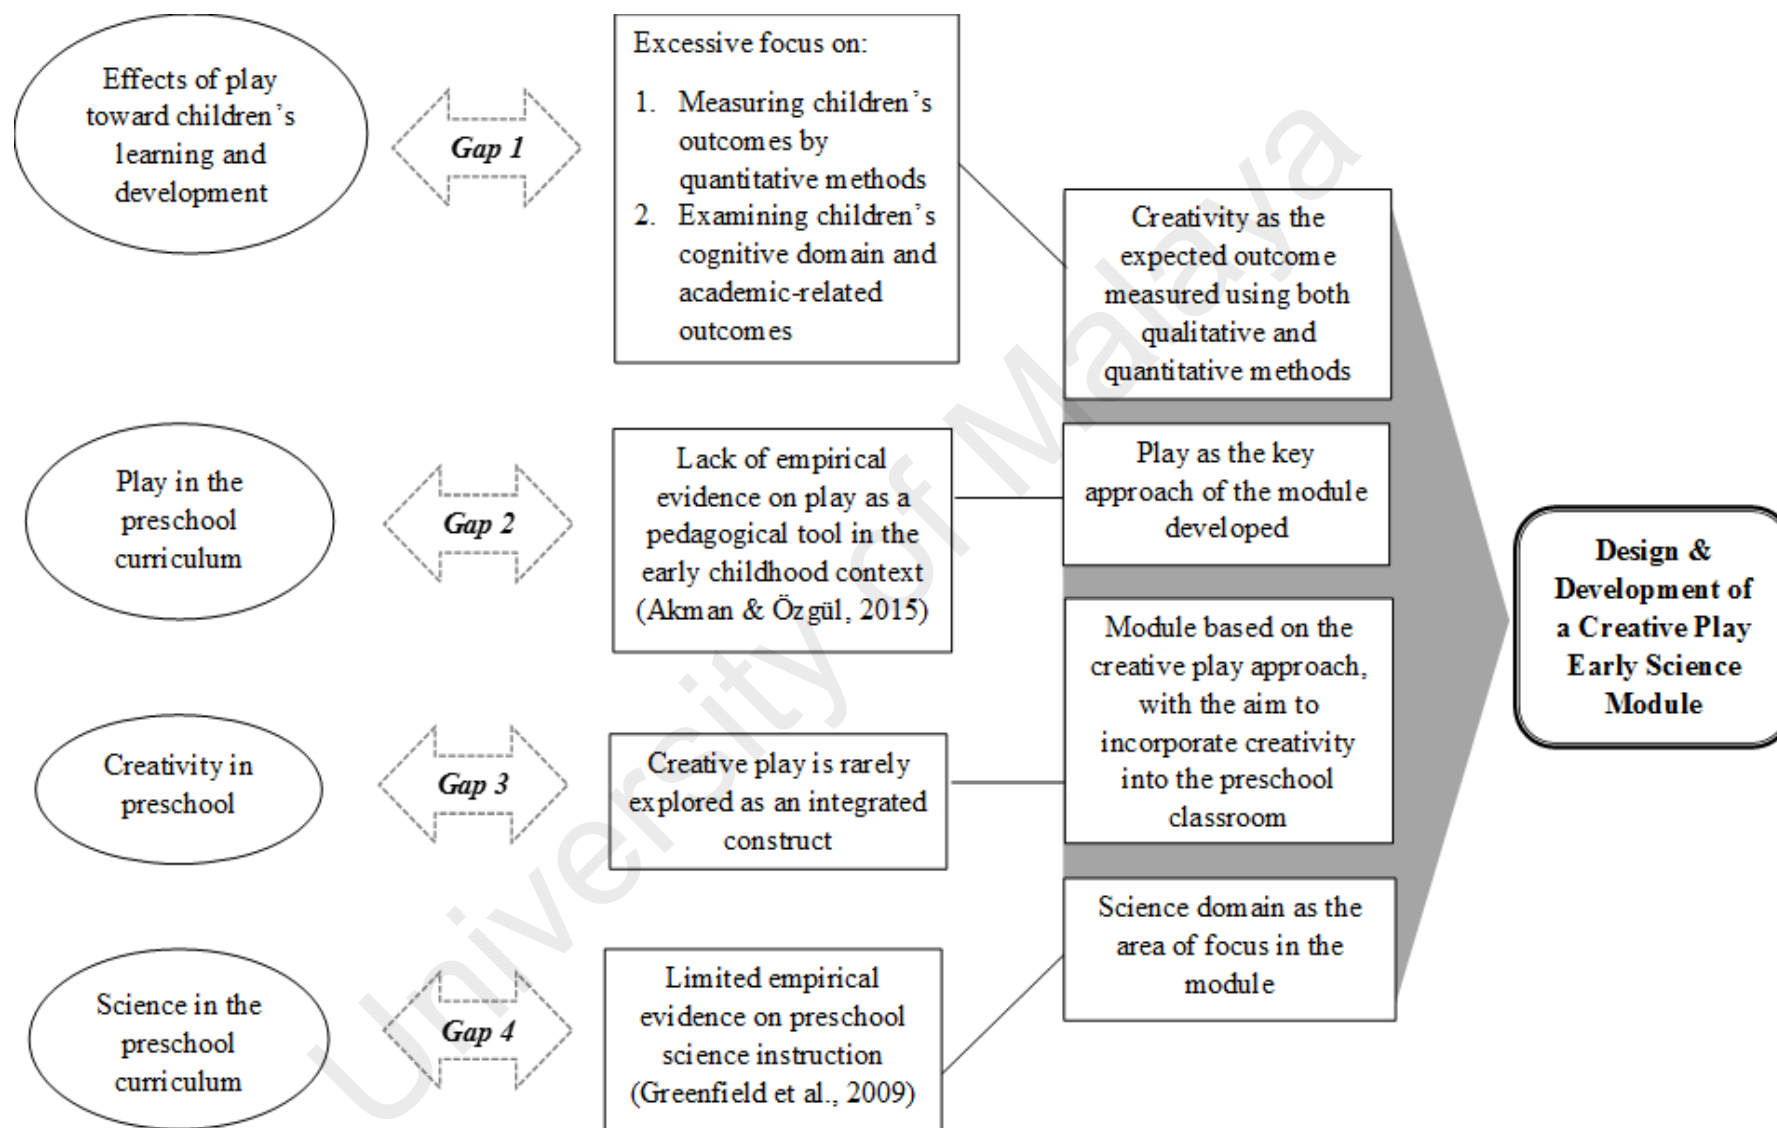 Effects of play
toward children's
learning and
development
Gap 1
Excessive focus on:
1. Measuring children's
outcomes by
quantitative methods
2. Examining children's
cognitive domain and
academic-related
outcomes
Creativity as the
expected outcome
measured using both
qualitative and
quantitative methods
Play in the
preschool
curriculum
Gap 2
Lack of empirical
evidence on play as a
pedagogical tool in the
early childhood context
(Akman & Özgül, 2015)
Play as the key
approach of the module
developed
Creativity in
preschool
Gap 3
Creative play is rarely
explored as an integrated
construct
Module based on the
creative play approach,
with the aim to
incorporate creativity
into the preschool
classroom
Science in the
preschool
curriculum
Gap 4
Limited empirical
evidence on preschool
science instruction
(Greenfield et al., 2009)
Science domain as the
area of focus in the
module
Design &
Development of
a Creative Play
Early Science
Module
University of Malaya